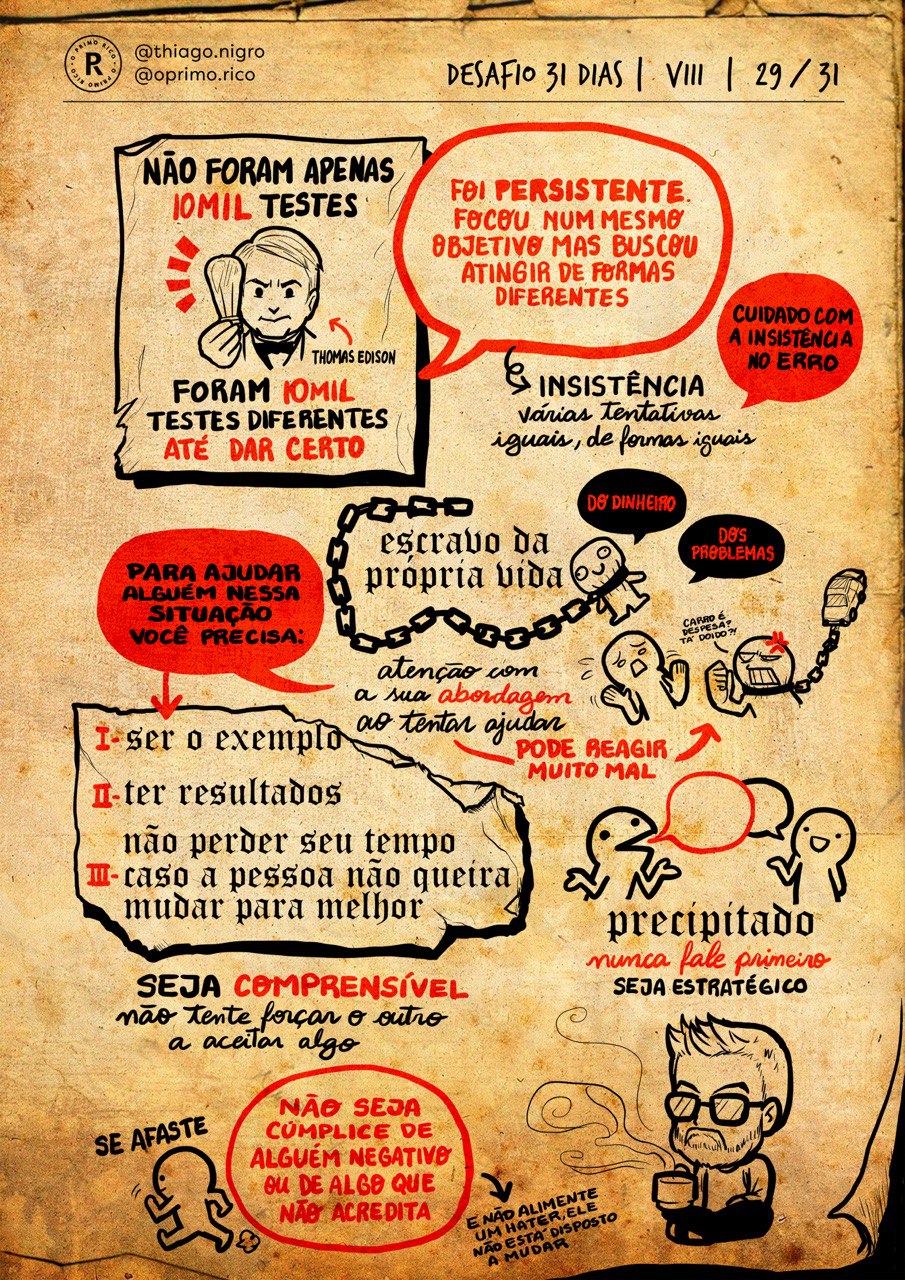 R
O PRIMO RICO • O PRIMO RICO •
@thiago.nigro
@oprimo.rico
DESAFIO 31 DIAS | VIII | 29 / 31
NÃO FORAM APENAS
10MIL TESTES
THOMAS EDISON
FORAM 10MIL
TESTES DIFERENTES
ATÉ DAR CERTO
FOI PERSISTENTE.
FOCOU NUM MESMO
OBJETIVO MAS BUSCOU
ATINGIR DE FORMAS
DIFERENTES
CUIDADO COM
A INSISTÊNCIA
NO ERRO
INSISTÊNCIA
várias tentativas
iguais, de formas iguais
escravo da
própria vida
DO DINHEIRO
DOS
PROBLEMAS
PARA AJUDAR
ALGUÉM NESSA
SITUAÇÃO
VOCÊ PRECISA:
CARRO É
DESPESA?
TÁ DOIDO?!
atenção com
a sua abordagem
ao tentar ajudar
PODE REAGIR
MUITO MAL
I- ser o exemplo
II- ter resultados
não perder seu tempo
III- caso a pessoa não queira
mudar para melhor
precipitado
nunca fale primeiro
SEJA ESTRATÉGICO
SEJA COMPRENSÍVEL
não tente forçar o outro
a aceitar algo
SE AFASTE
NÃO SEJA
CÚMPLICE DE
ALGUÉM NEGATIVO
OU DE ALGO QUE
NÃO ACREDITA
E NÃO ALIMENTE
UM HATER, ELE
NÃO ESTÁ DISPOSTO
A MUDAR